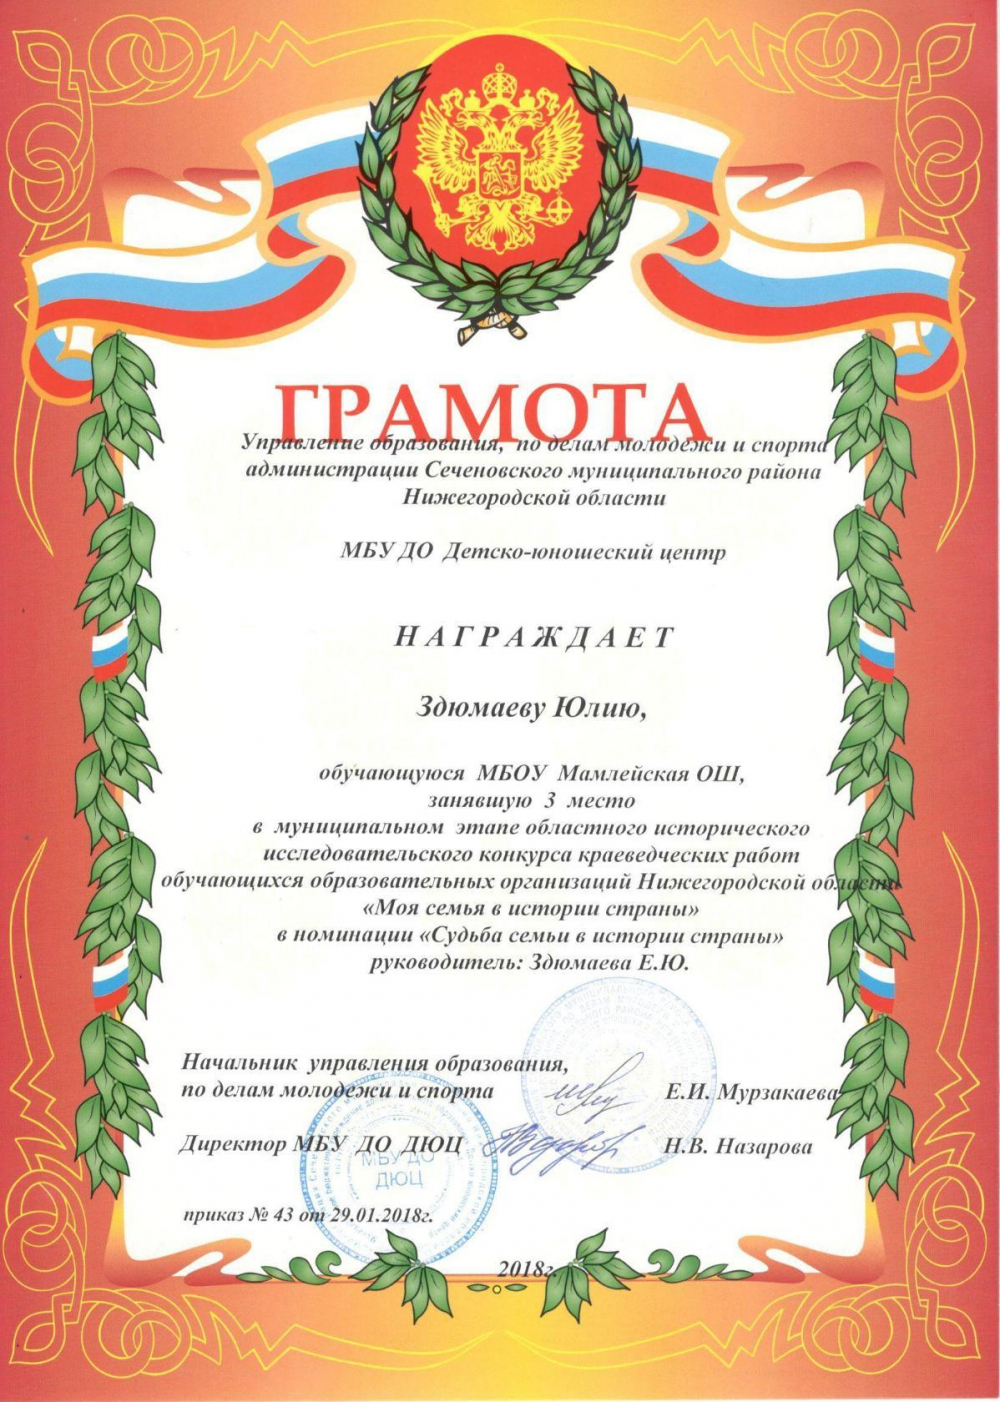 ГРАМОТА
Управление образования, по делам молодежи и спорта
администрации Сеченовского муниципального района
Нижегородской области
МБУ ДО Детско-юношеский центр
НАГРАЖДАЕТ
Здюмаеву Юлию,
обучающуюся МБОУ Мамлейская ОШ,
занявшую 3 место
в муниципальном этапе областного исторического
исследовательского конкурса краеведческих работ
обучающихся образовательных организаций Нижегородской области
«Моя семья в истории страны»
в номинации «Судьба семьи в истории страны»
руководитель: Здюмаева Е.Ю.
Начальник управления образования,
по делам молодежи и спорта Е.И. Мурзакаева
Директор МБУ ДО ДЮЦ Н.В. Назарова
МБУ ДО
ДЮЦ
приказ № 43 от 29.01.2018г.
2018г.